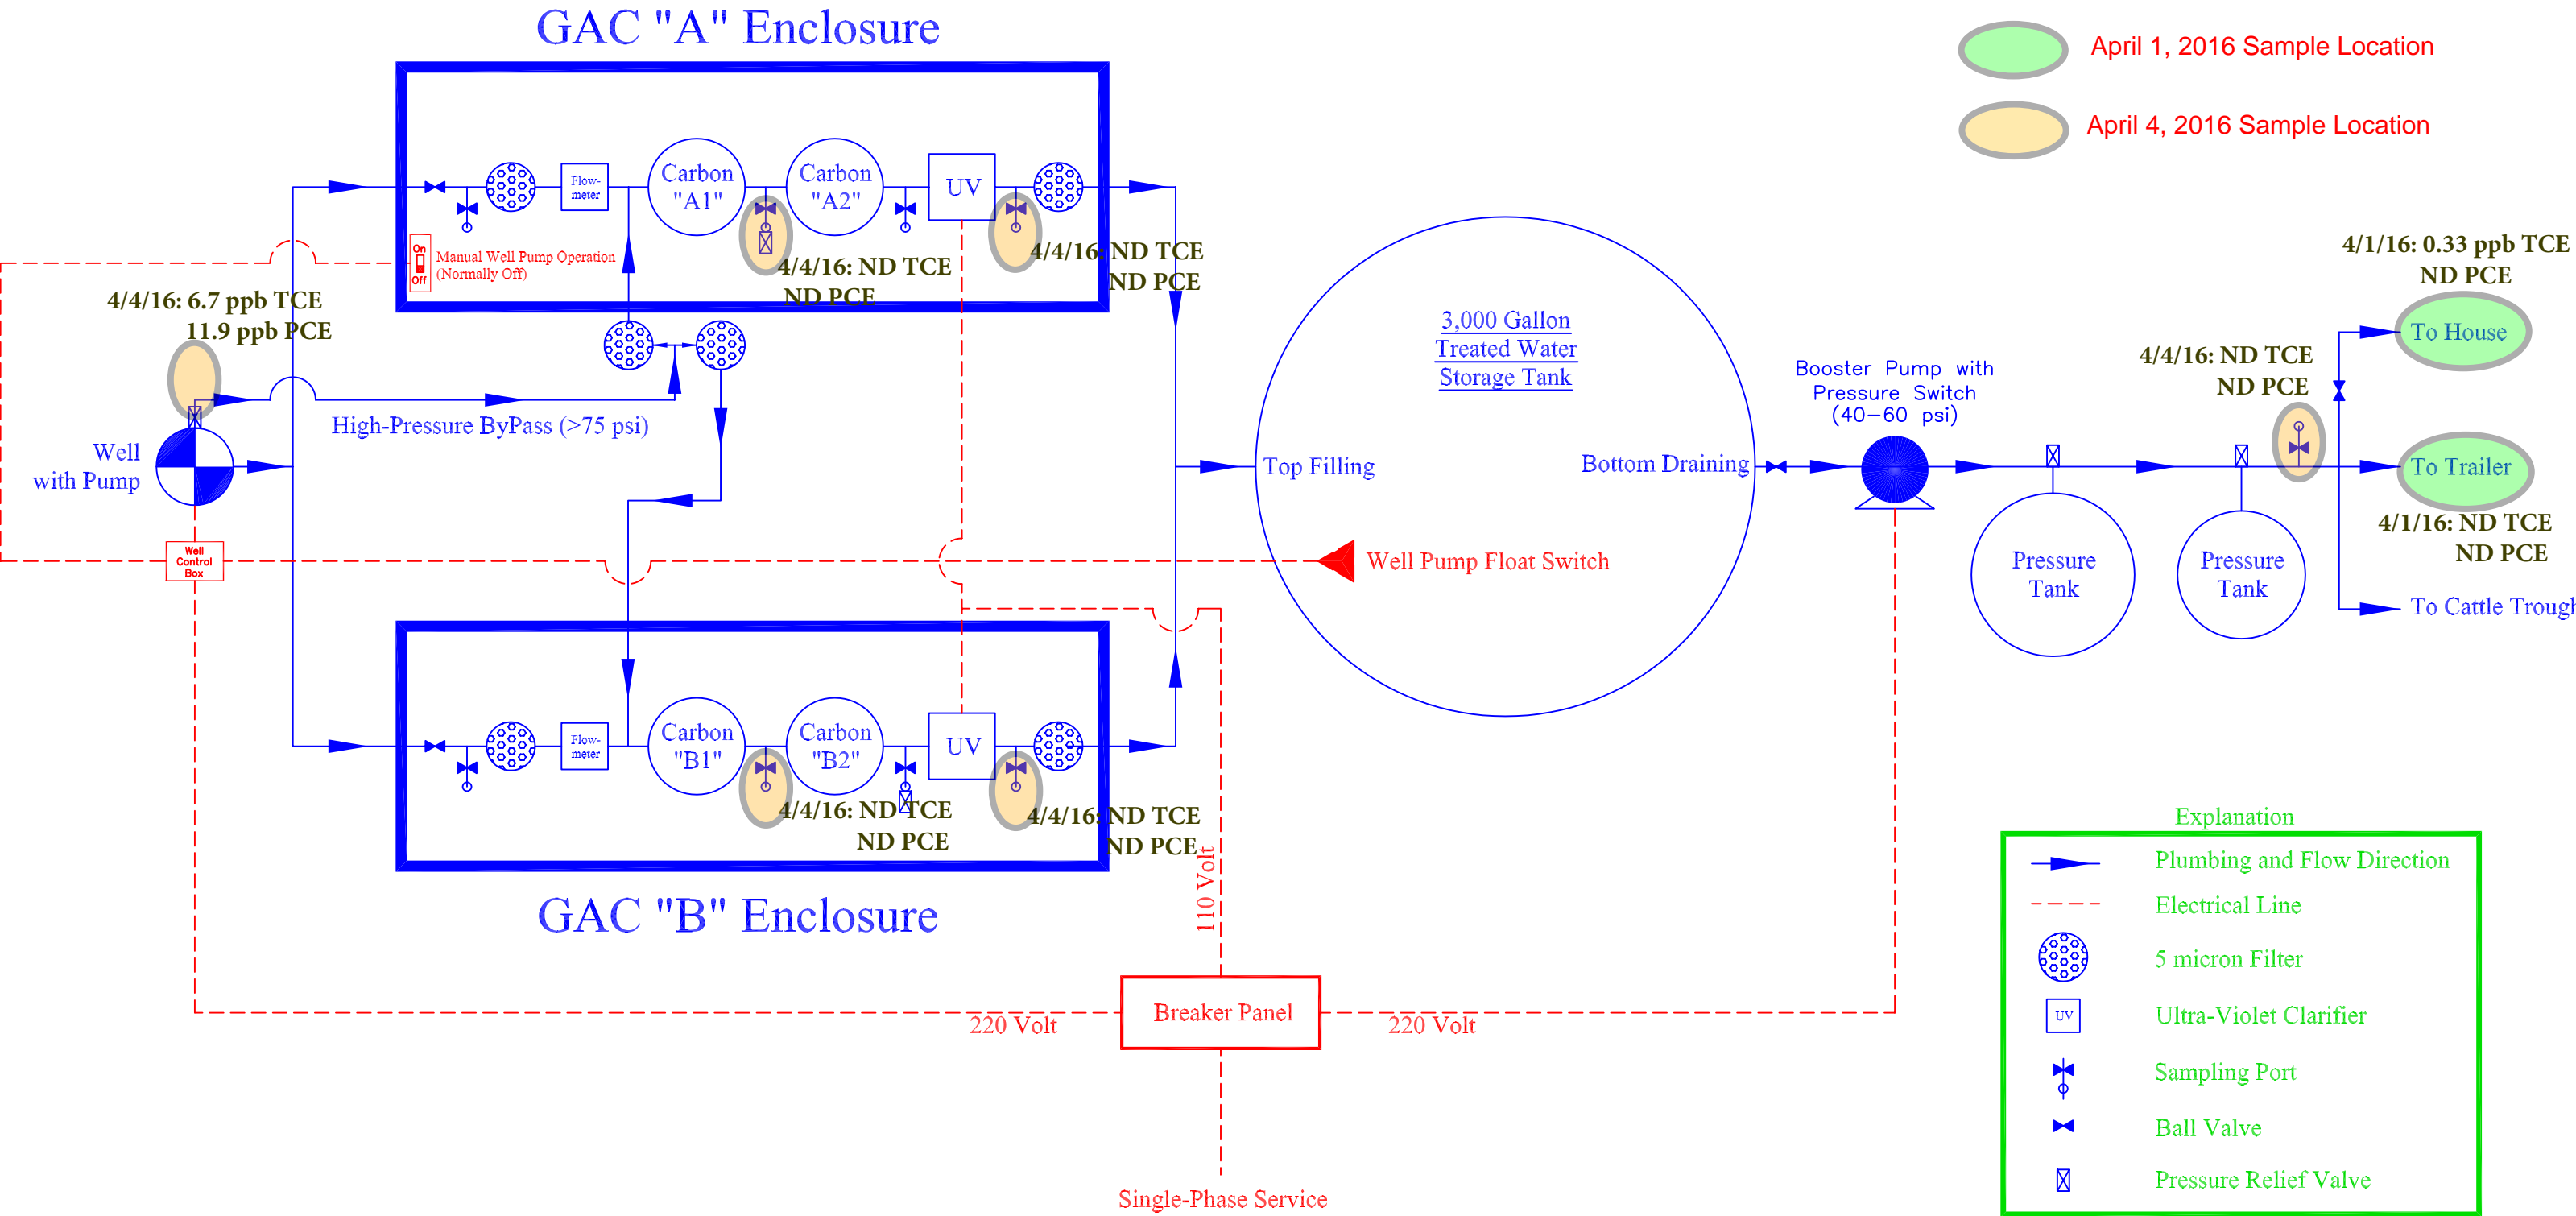 GAC "A" Enclosure
April 1, 2016 Sample Location
April 4, 2016 Sample Location
Flow-
meter
Carbon
"A1"
Carbon
"A2"
UV
On
Off
Manual Well Pump Operation
(Normally Off)
4/4/16: ND TCE
ND PCE
4/4/16: ND TCE
ND PCE
4/4/16: 6.7 ppb TCE
11.9 ppb PCE
High-Pressure ByPass (>75 psi)
Well
with Pump
Well
Control
Box
3,000 Gallon
Treated Water
Storage Tank
Top Filling
Bottom Draining
Well Pump Float Switch
Booster Pump with
Pressure Switch
(40-60 psi)
Pressure
Tank
Pressure
Tank
4/4/16: ND TCE
ND PCE
4/1/16: 0.33 ppb TCE
ND PCE
To House
To Trailer
4/1/16: ND TCE
ND PCE
To Cattle Trough
Flow-
meter
Carbon
"B1"
Carbon
"B2"
UV
4/4/16: ND TCE
ND PCE
4/4/16: ND TCE
ND PCE
GAC "B" Enclosure
110 Volt
220 Volt
Breaker Panel
220 Volt
Single-Phase Service
Explanation
Plumbing and Flow Direction
Electrical Line
5 micron Filter
UV
Ultra-Violet Clarifier
Sampling Port
Ball Valve
Pressure Relief Valve